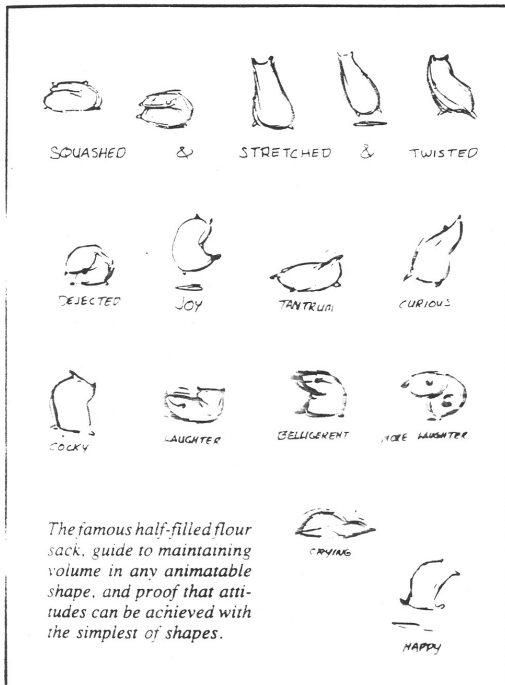 SQUASHED & STRETCHED & TWISTED
DEJECTED JOY TANTRUM CURIOUS
COCKY LAUGHTER BELLIGERENT MORE LAUGHTER
CRYING
HAPPY
The famous half-filled flour
sack, guide to maintaining
volume in any animatable
shape, and proof that atti-
tudes can be achieved with
the simplest of shapes.